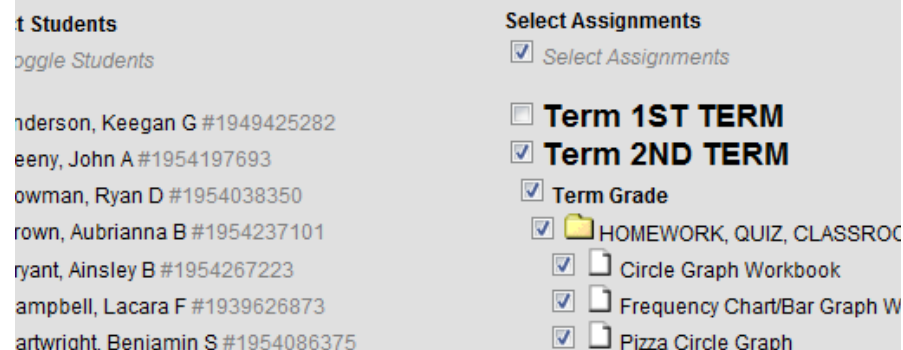 t Students
oggle Students
nderson, Keegan G #1949425282
eeny, John A #1954197693
owman, Ryan D #1954038350
rown, Aubrianna B #1954237101
ryant, Ainsley B #1954267223
ampbell, Lacara F #1939626873
artwright, Benjamin S #1954086375
Select Assignments
Select Assignments
Term 1ST TERM
Term 2ND TERM
Term Grade
HOMEWORK, QUIZ, CLASSROO
Circle Graph Workbook
Frequency Chart/Bar Graph W
Pizza Circle Graph